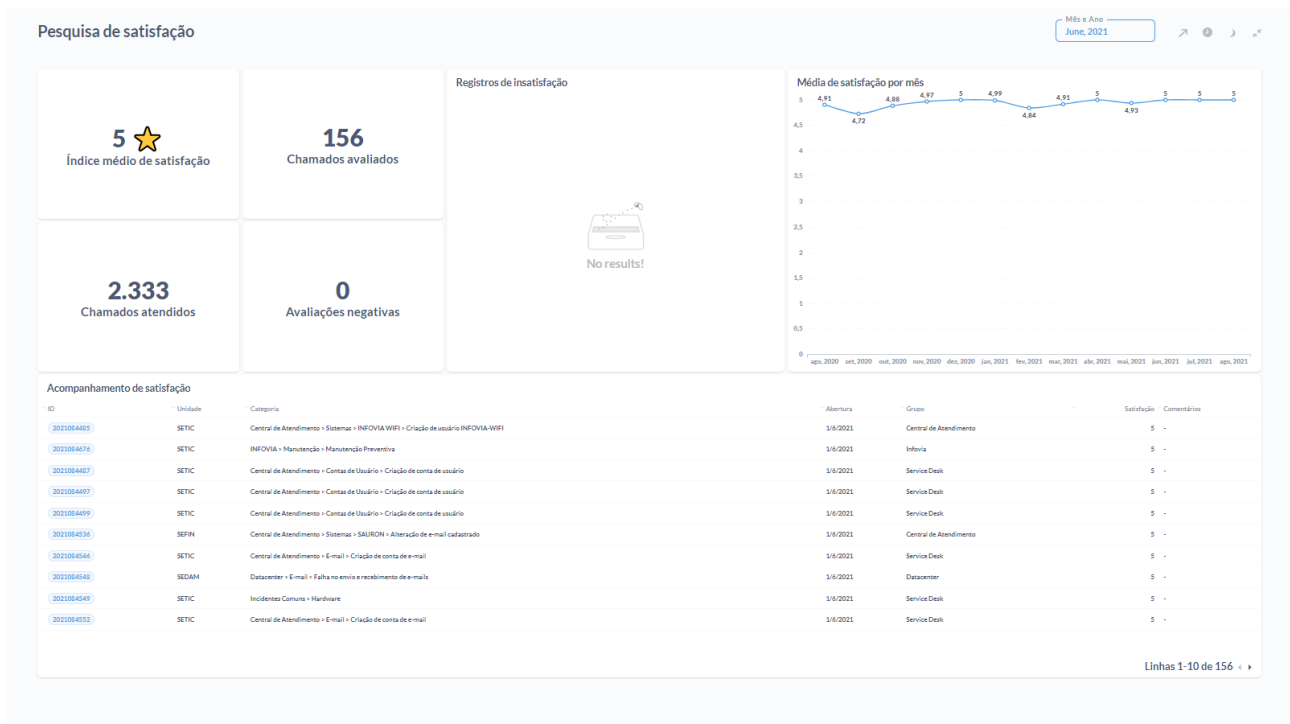 Pesquisa de satisfação
Mês e Ano
June, 2021
5
Índice médio de satisfação
156
Chamados avaliados
2.333
Chamados atendidos
0
Avaliações negativas
Registros de insatisfação
No results!
Média de satisfação por mês
5
4,5
4
3,5
3
2,5
2
1,5
1
0,5
0
4,91 4,72 4,88 4,97 5 4,99 4,84 4,91 5 4,93 5 5 5
ago, 2020 set, 2020 out, 2020 nov, 2020 dez, 2020 jan, 2021 fev, 2021 mar, 2021 abr, 2021 mai, 2021 jun, 2021 jul, 2021 ago, 2021
Acompanhamento de satisfação
ID Unidade Categoria Abertura Grupo Satisfação Comentários
2021084485 SETIC Central de Atendimento > Sistemas > INFOVIA WIFI > Criação de usuário INFOVIA-WIFI 1/6/2021 Central de Atendimento 5 -
2021084676 SETIC INFOVIA > Manutenção > Manutenção Preventiva 1/6/2021 Infovia 5 -
2021084487 SETIC Central de Atendimento > Contas de Usuário > Criação de conta de usuário 1/6/2021 Service Desk 5 -
2021084497 SETIC Central de Atendimento > Contas de Usuário > Criação de conta de usuário 1/6/2021 Service Desk 5 -
2021084499 SETIC Central de Atendimento > Contas de Usuário > Criação de conta de usuário 1/6/2021 Service Desk 5 -
2021084536 SEFIN Central de Atendimento > Sistemas > SAURON > Alteração de e-mail cadastrado 1/6/2021 Central de Atendimento 5 -
2021084546 SETIC Central de Atendimento > E-mail > Criação de conta de e-mail 1/6/2021 Service Desk 5 -
2021084548 SEDAM Datacenter > E-mail > Falha no envio e recebimento de e-mails 1/6/2021 Datacenter 5 -
2021084549 SETIC Incidentes Comuns > Hardware 1/6/2021 Service Desk 5 -
2021084552 SETIC Central de Atendimento > E-mail > Criação de conta de e-mail 1/6/2021 Service Desk 5 -
Linhas 1-10 de 156